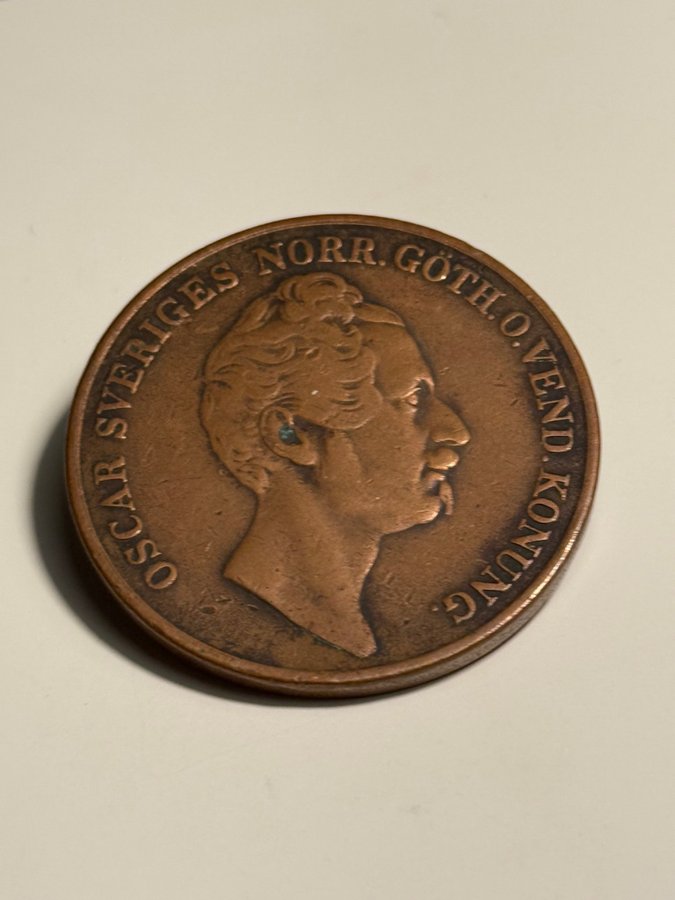 OSCAR SVERIGES NORR. GÖTH. O. VEND. KONUNG.